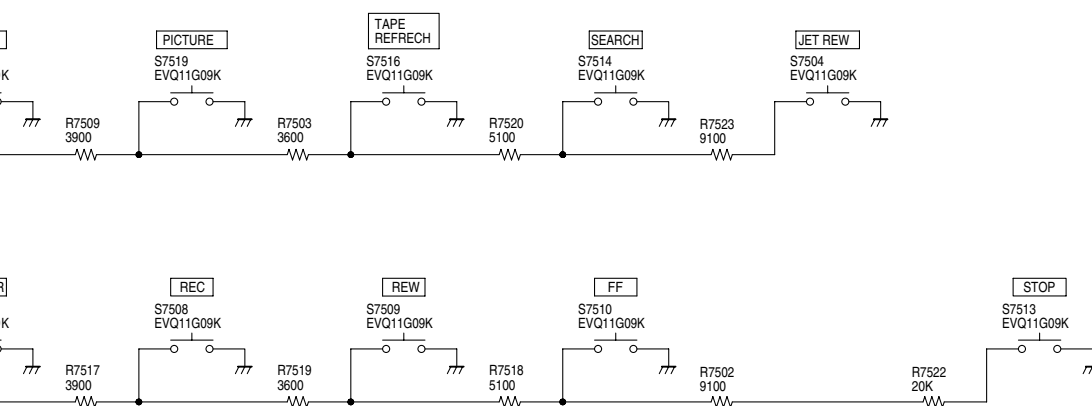 PICTURE
TAPE
REFRECH
SEARCH
JET REW
K
S7519
EVQ11G09K
S7516
EVQ11G09K
S7514
EVQ11G09K
S7504
EVQ11G09K
R7509
3900
R7503
3600
R7520
5100
R7523
9100
R
REC
REW
FF
STOP
K
S7508
EVQ11G09K
S7509
EVQ11G09K
S7510
EVQ11G09K
S7513
EVQ11G09K
R7517
3900
R7519
3600
R7518
5100
R7502
9100
R7522
20K